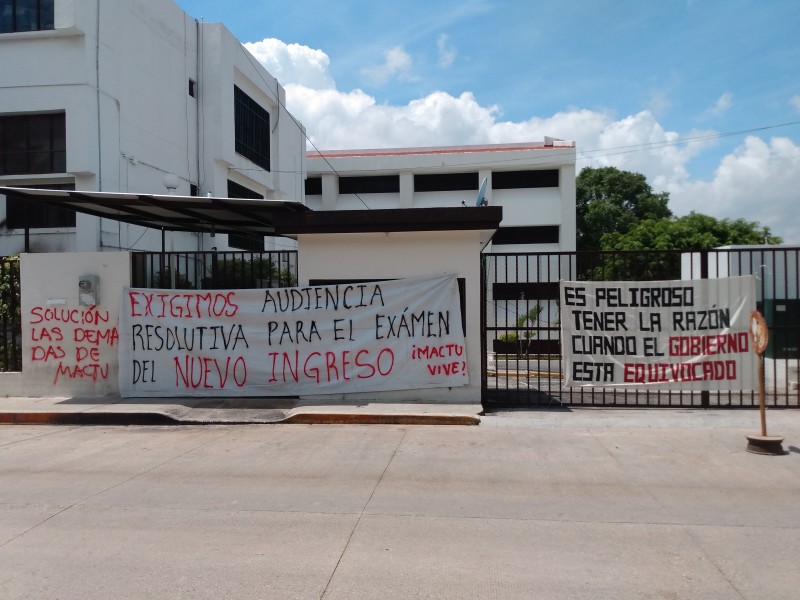 SOLUCIÓN
LAS DEMA
DAS DE
MACTU
EXIGIMOS AUDIENCIA
RESOLUTIVA PARA EL EXÁMEN
DEL NUEVO INGRESO
¡MACTU
VIVE?
ES PELIGROSO
TENER LA RAZÓN
CUANDO EL GOBIERNO
ESTA EQUIVOCADO